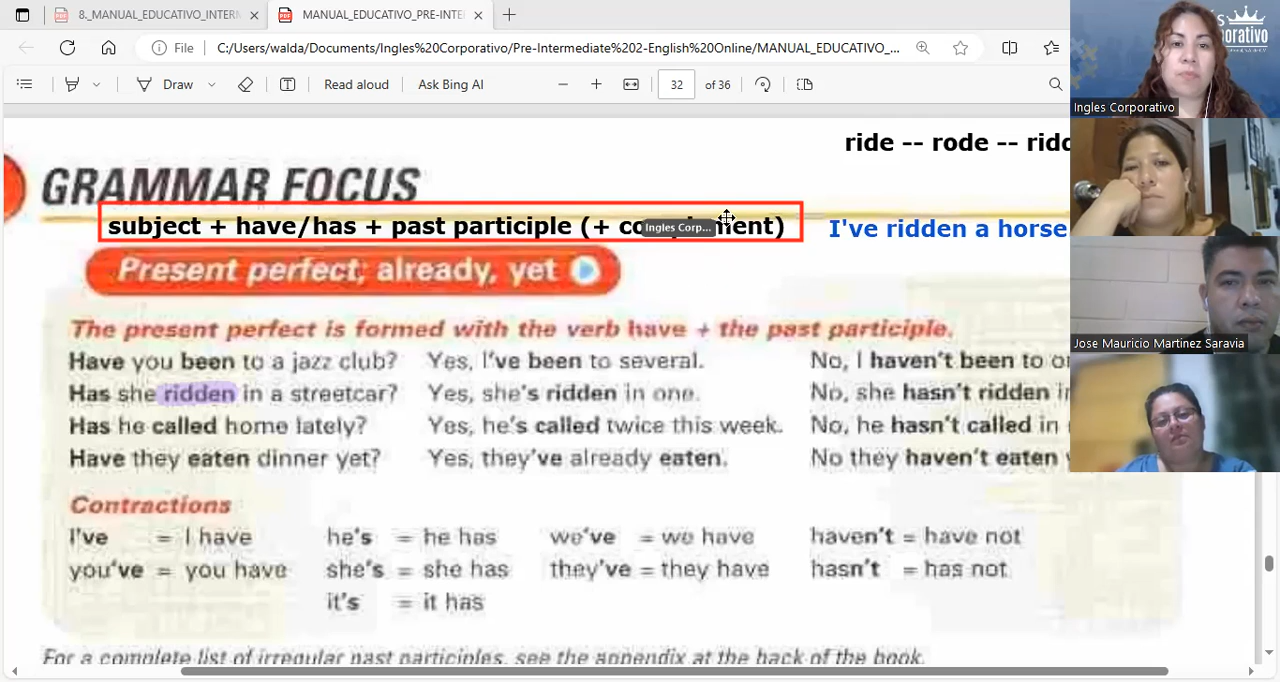 8._MANUAL_EDUCATIVO_INTERM
MANUAL_EDUCATIVO_PRE-INTE
File
C:/Users/walda/Documents/Ingles%20Corporativo/Pre-Intermediate%202-English%20Online/MANUAL_EDUCATIVO_...
Draw
Read aloud
Ask Bing AI
32
of 36
Ingles Corporativo
Jose Mauricio Martinez Saravia
ride -- rode -- ridd
GRAMMAR FOCUS
subject + have/has + past participle (+ co ment)
Ingles Corp...
I've ridden a horse
Present perfect; already, yet
The present perfect is formed with the verb have + the past participle.
Have you been to a jazz club? Yes, I've been to several. No, I haven't been to
Has she ridden in a streetcar? Yes, she's ridden in one. No, she hasn't ridden
Has he called home lately? Yes, he's called twice this week. No, he hasn't called in
Have they eaten dinner yet? Yes, they've already eaten. No they haven't eaten
Contractions
I've = I have he's = he has we've = we have haven't = have not
you've = you have she's = she has they've = they have hasn't = has not
it's = it has
For a complete list of irregular past participles, see the appendix at the back of the book.